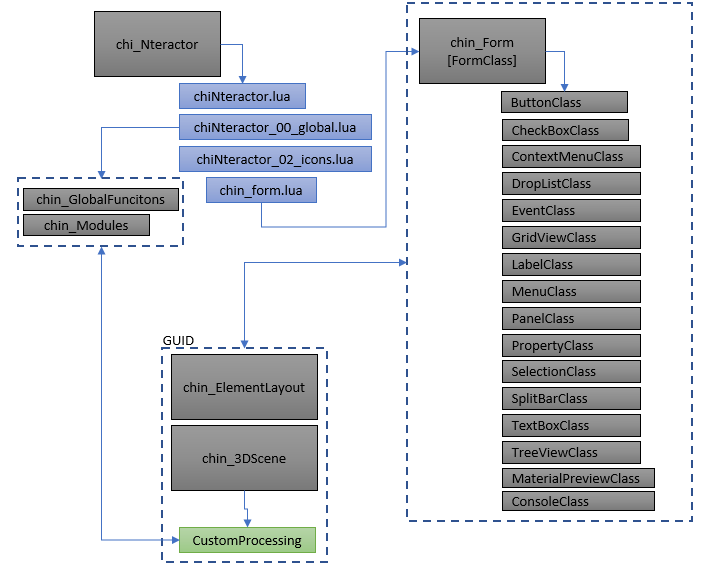 chi_Nteractor
chiNteractor.lua
chiNteractor_00_global.lua
chiNteractor_02_icons.lua
chin_form.lua
chin_GlobalFuncitons
chin_Modules
GUID
chin_ElementLayout
chin_3DScene
CustomProcessing
chin_Form
[FormClass]
ButtonClass
CheckBoxClass
ContextMenuClass
DropListClass
EventClass
GridViewClass
LabelClass
MenuClass
PanelClass
PropertyClass
SelectionClass
SplitBarClass
TextBoxClass
TreeViewClass
MaterialPreviewClass
ConsoleClass